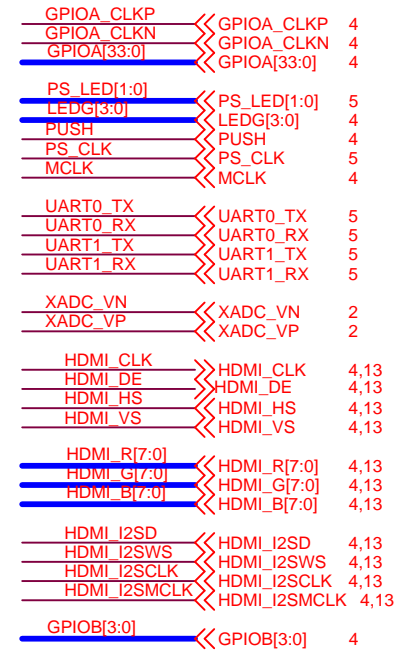 GPIOA_CLKP GPIOA_CLKP 4
GPIOA_CLKN GPIOA_CLKN 4
GPIOA[33:0] GPIOA[33:0] 4
PS_LED[1:0] PS_LED[1:0] 5
LEDG[3:0] LEDG[3:0] 4
PUSH PUSH 4
PS_CLK PS_CLK 5
MCLK MCLK 4
UART0_TX UART0_TX 5
UART0_RX UART0_RX 5
UART1_TX UART1_TX 5
UART1_RX UART1_RX 5
XADC_VN XADC_VN 2
XADC_VP XADC_VP 2
HDMI_CLK HDMI_CLK 4,13
HDMI_DE HDMI_DE 4,13
HDMI_HS HDMI_HS 4,13
HDMI_VS HDMI_VS 4,13
HDMI_R[7:0] HDMI_R[7:0] 4,13
HDMI_G[7:0] HDMI_G[7:0] 4,13
HDMI_B[7:0] HDMI_B[7:0] 4,13
HDMI_I2SD HDMI_I2SD 4,13
HDMI_I2SWS HDMI_I2SWS 4,13
HDMI_I2SCLK HDMI_I2SCLK 4,13
HDMI_I2SMCLK HDMI_I2SMCLK 4,13
GPIOB[3:0] GPIOB[3:0] 4